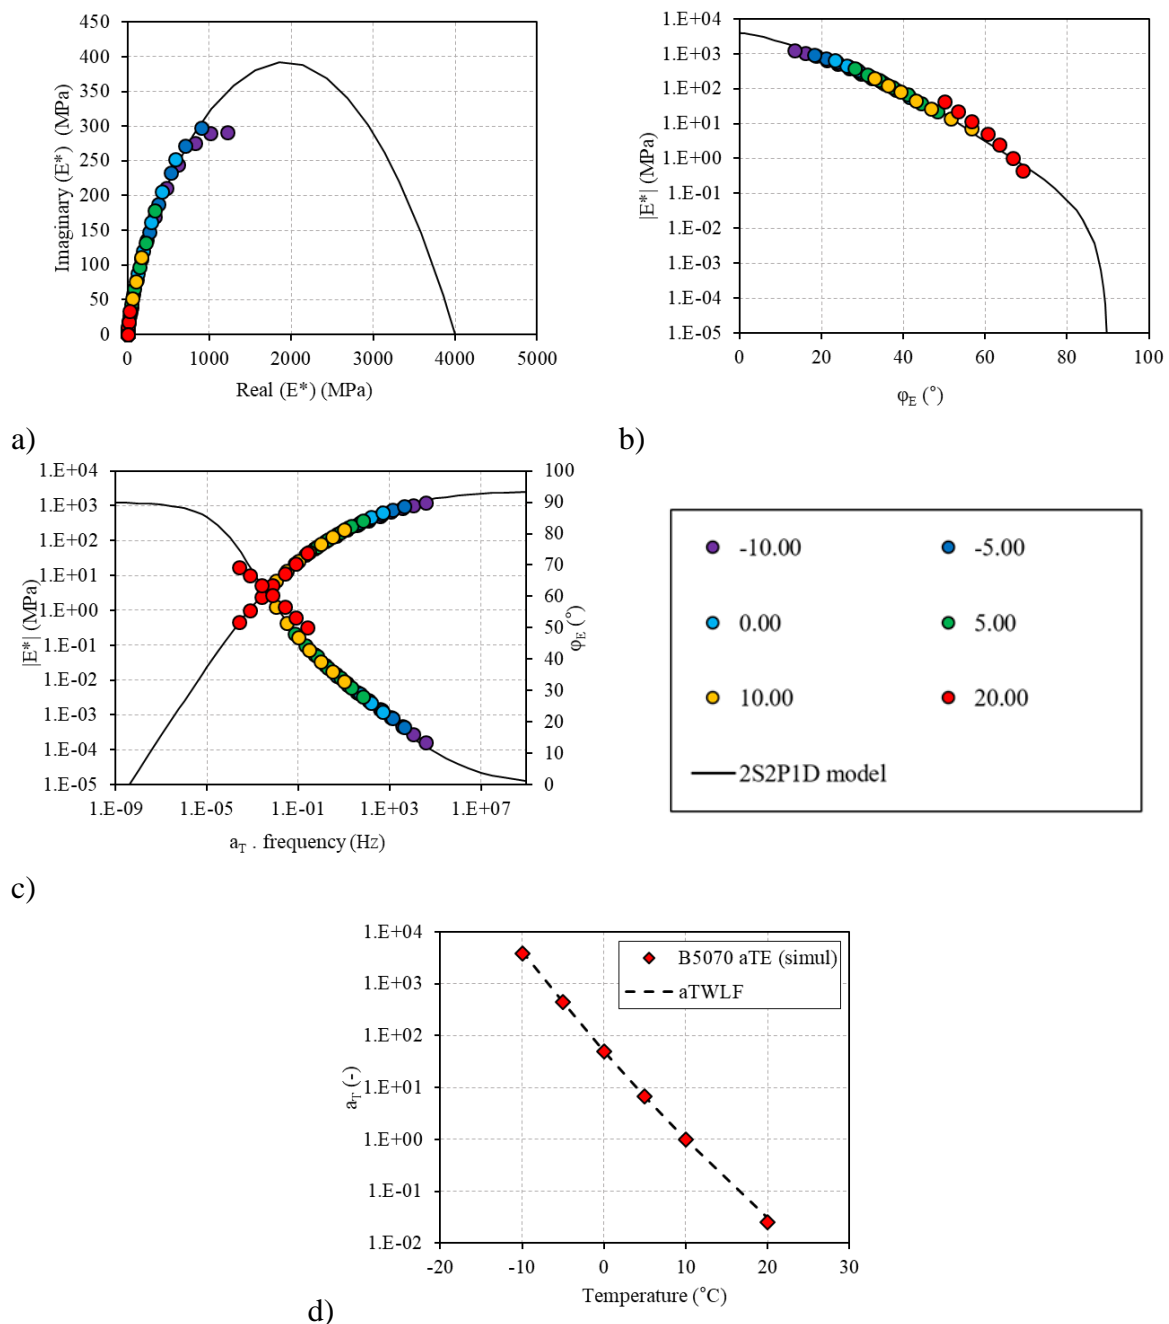 450
400
350
300
250
200
150
100
50
0
Imaginary (E*) (MPa)
0 1000 2000 3000 4000 5000
Real (E*) (MPa)
a)
1.E+04
1.E+03
1.E+02
1.E+01
1.E+00
1.E-01
1.E-02
1.E-03
1.E-04
1.E-05
|E*| (MPa)
0 20 40 60 80 100
φE (°)
b)
1.E+04
1.E+03
1.E+02
1.E+01
1.E+00
1.E-01
1.E-02
1.E-03
1.E-04
1.E-05
|E*| (MPa)
100
90
80
70
60
50
40
30
20
10
0
φE (°)
1.E-09 1.E-05 1.E-01 1.E+03 1.E+07
aT . frequency (Hz)
c)
-10.00 -5.00
0.00 5.00
10.00 20.00
2S2P1D model
1.E+04
1.E+03
1.E+02
1.E+01
1.E+00
1.E-01
1.E-02
aT (-)
B5070 aTE (simul)
aTWLF
-20 -10 0 10 20 30
Temperature (°C)
d)